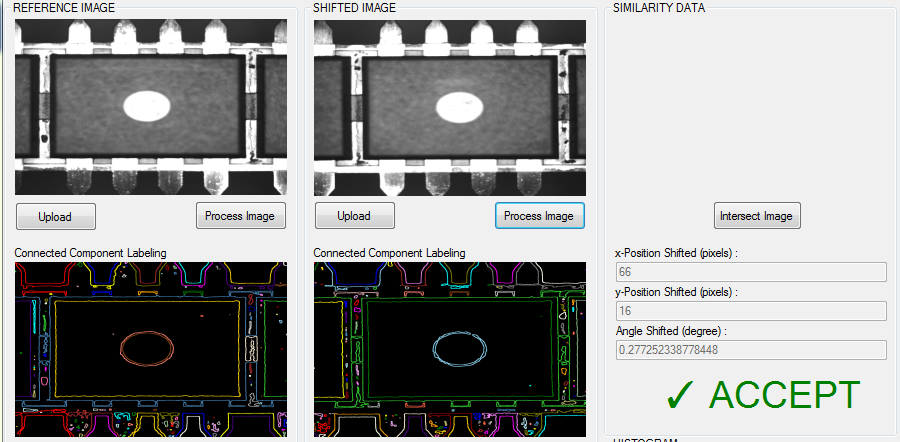 REFERENCE IMAGE
SHIFTED IMAGE
SIMILARITY DATA
Upload
Process Image
Upload
Process Image
Intersect Image
Connected Component Labeling
Connected Component Labeling
x-Position Shifted (pixels) :
66
y-Position Shifted (pixels) :
16
Angle Shifted (degree) :
0.277252338778448
✓ ACCEPT
HISTOGRAM